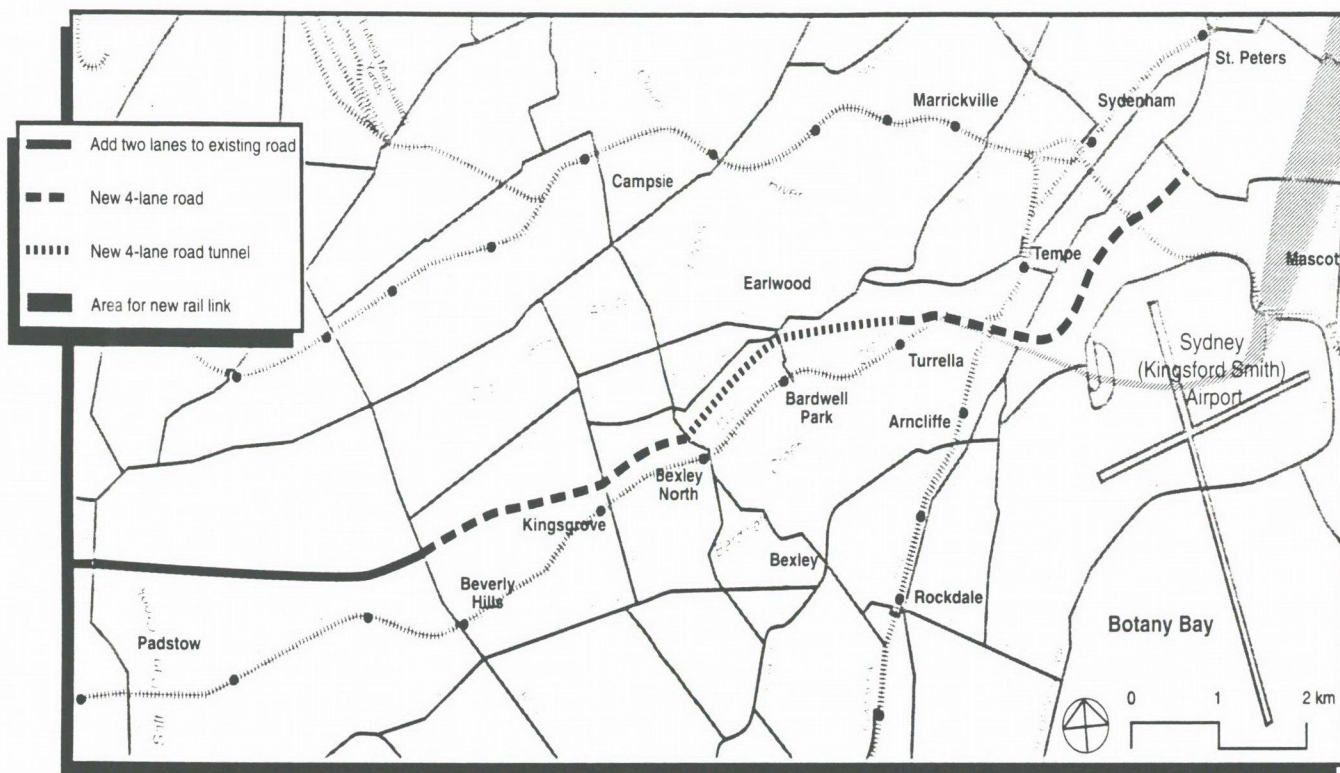 Add two lanes to existing road
New 4-lane road
New 4-lane road tunnel
Area for new rail link
St. Peters
Marrickville
Sydenham
Campsie
River
Yards
Tempe
Mascot
Earlwood
Turrella
Sydney
(Kingsford Smith)
Airport
Bardwell
Park
Arncliffe
Bexley
North
Kingsgrove
Bexley
Beverly
Hills
Rockdale
Botany Bay
Padstow
0 1 2 km